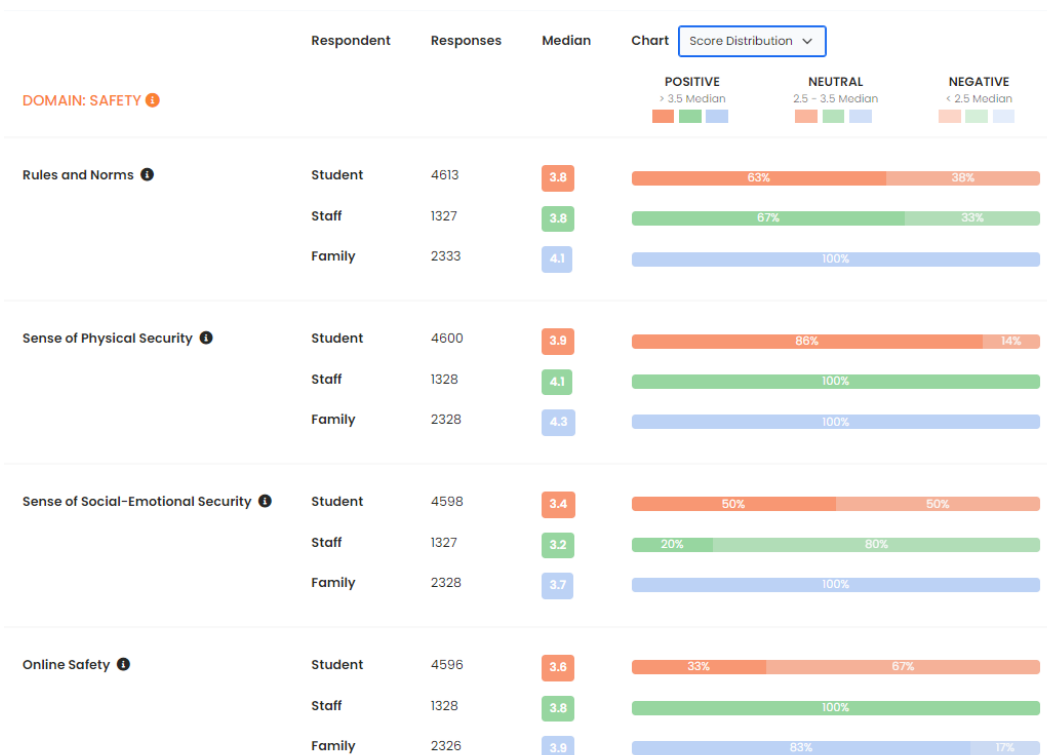 Respondent Responses Median Chart Score Distribution
POSITIVE NEUTRAL NEGATIVE
> 3.5 Median 2.5 - 3.5 Median < 2.5 Median
DOMAIN: SAFETY
Rules and Norms Student 4613 3.8 63% 38%
Staff 1327 3.8 67% 33%
Family 2333 4.1 100%
Sense of Physical Security Student 4600 3.9 86% 14%
Staff 1328 4.1 100%
Family 2328 4.3 100%
Sense of Social-Emotional Security Student 4598 3.4 50% 50%
Staff 1327 3.2 20% 80%
Family 2328 3.7 100%
Online Safety Student 4596 3.6 33% 67%
Staff 1328 3.8 100%
Family 2326 3.9 83% 17%